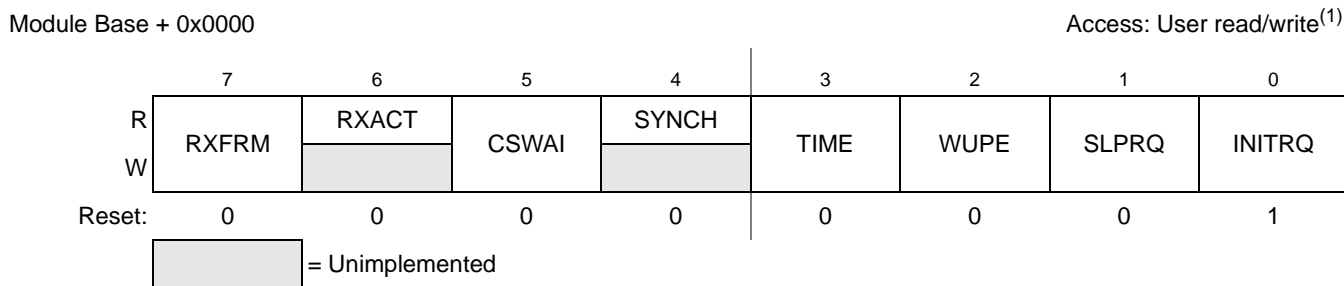 Module Base + 0x0000 Access: User read/write(1)
7 6 5 4 3 2 1 0
R RXFRM RXACT CSWAI SYNCH TIME WUPE SLPRQ INITRQ
W
Reset: 0 0 0 0 0 0 0 1
= Unimplemented